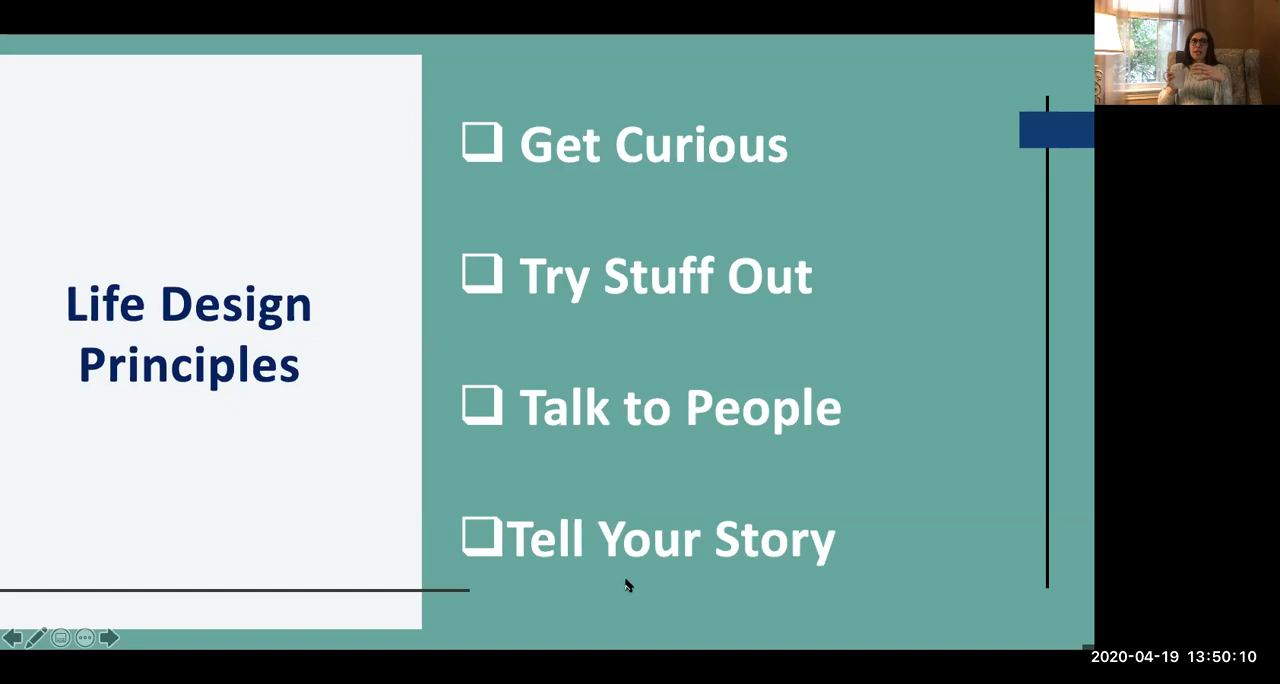 Life Design
Principles
Get Curious
Try Stuff Out
Talk to People
Tell Your Story
2020-04-19 13:50:10